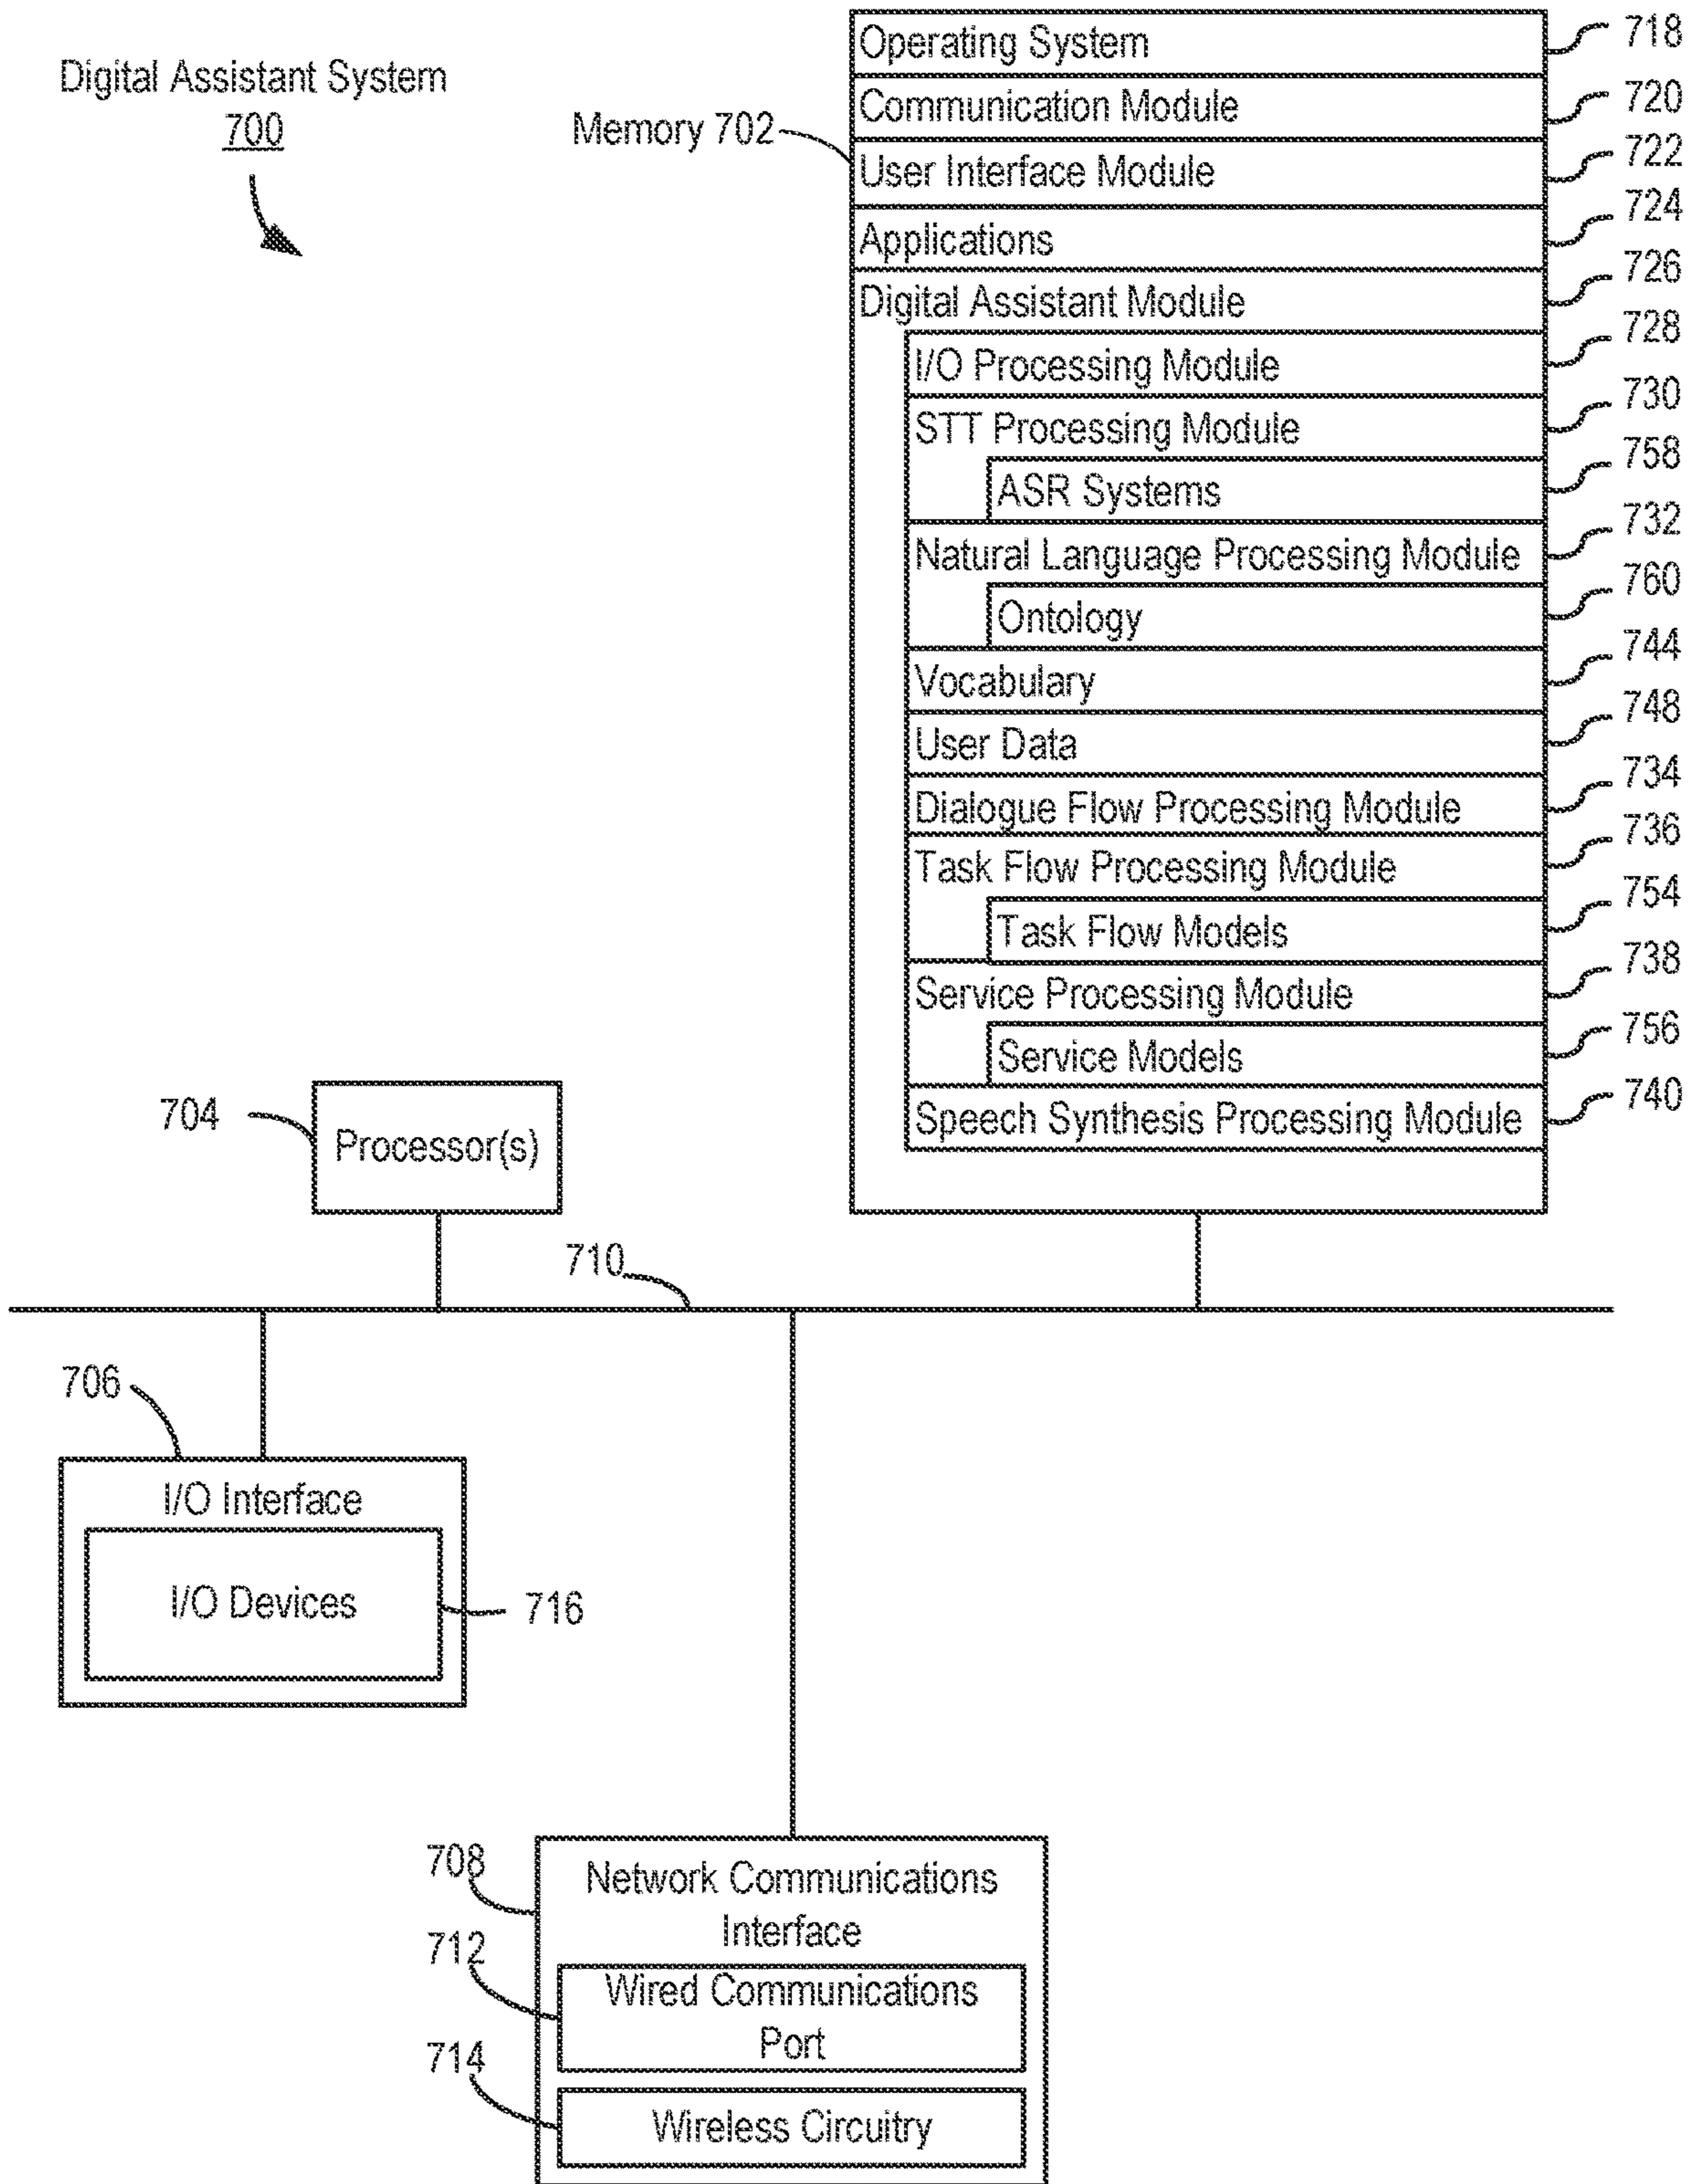 Digital Assistant System
700
Memory 702
Operating System 718
Communication Module 720
User Interface Module 722
Applications 724
Digital Assistant Module 726
I/O Processing Module 728
STT Processing Module 730
ASR Systems 758
Natural Language Processing Module 732
Ontology 760
Vocabulary 744
User Data 748
Dialogue Flow Processing Module 734
Task Flow Processing Module 736
Task Flow Models 754
Service Processing Module 738
Service Models 756
Speech Synthesis Processing Module 740
704
Processor(s)
710
706
I/O Interface
I/O Devices
716
708
Network Communications
Interface
712
Wired Communications
Port
714
Wireless Circuitry